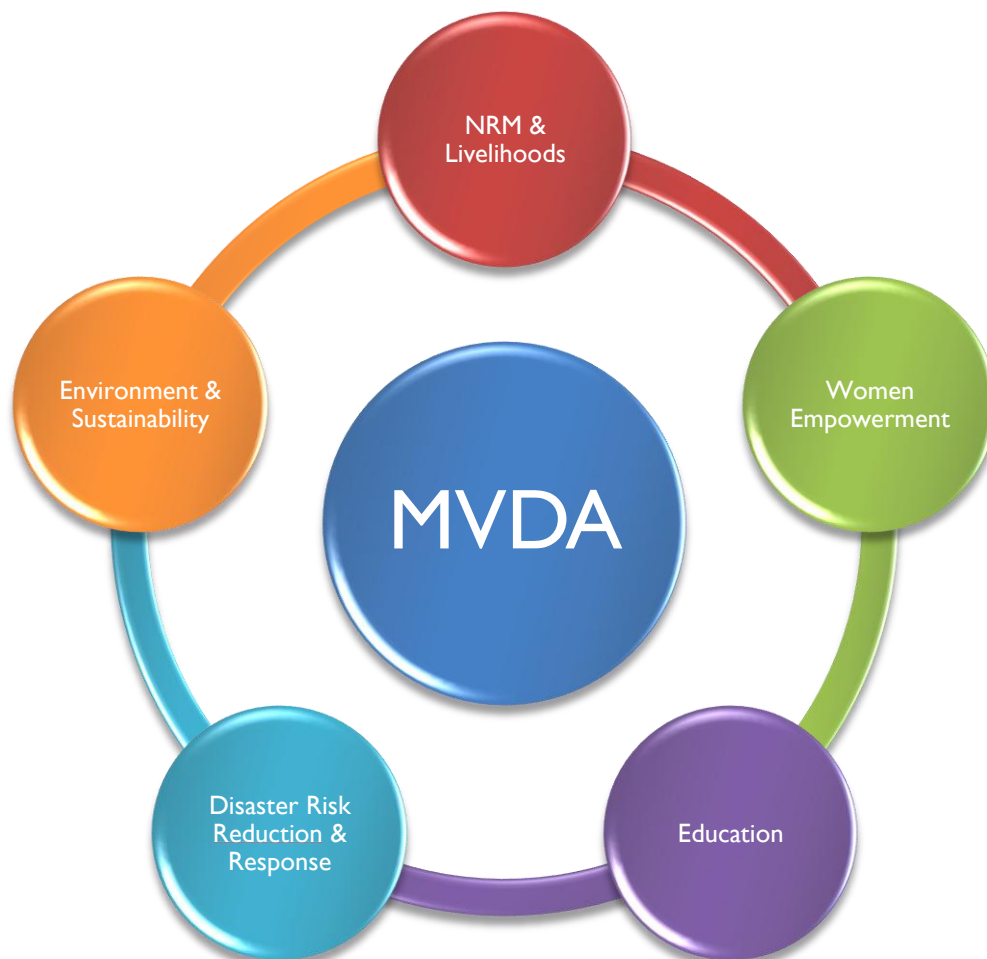 NRM &
Livelihoods
Women
Empowerment
Education
Disaster Risk
Reduction &
Response
Environment &
Sustainability
MVDA